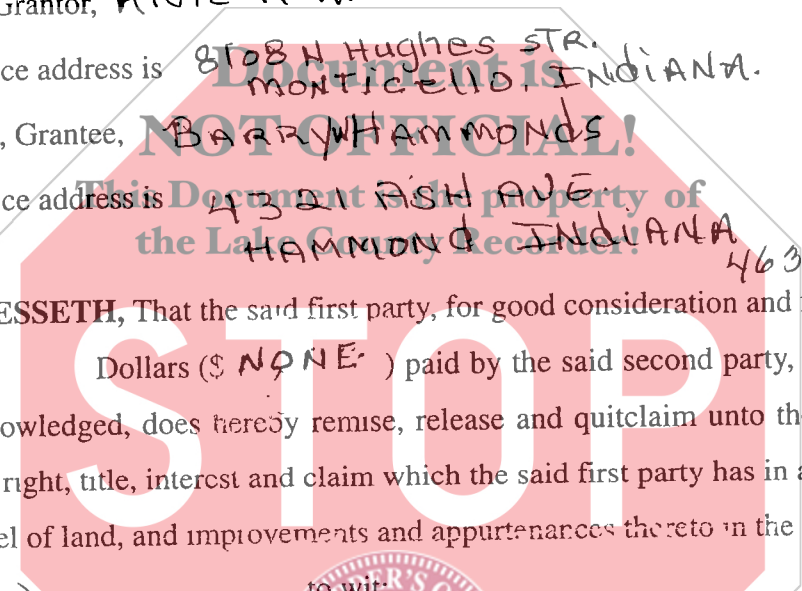 Grantor,
ce address is 8108 N Hughes STR.
MONTICELLO, INDIANA.
Document is
, Grantee, BARRY W HAMMONDS
NOT OFFICIAL!
ce address is 4321 ASH AVE.
This Document is the property of
HAMMOND INDIANA
the Lake County Recorder!
463
ESSETH, That the said first party, for good consideration and
Dollars ($ NONE ) paid by the said second party,
owledged, does hereby remise, release and quitclaim unto th
right, title, interest and claim which the said first party has in a
el of land, and improvements and appurtenances thereto in the
STOP
to wit:
DER'S O